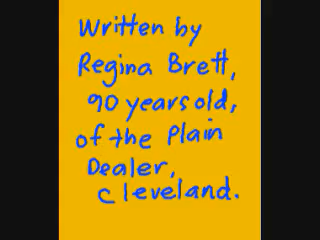 Written by
Regina Brett,
90 years old,
of the Plain
Dealer,
Cleveland.